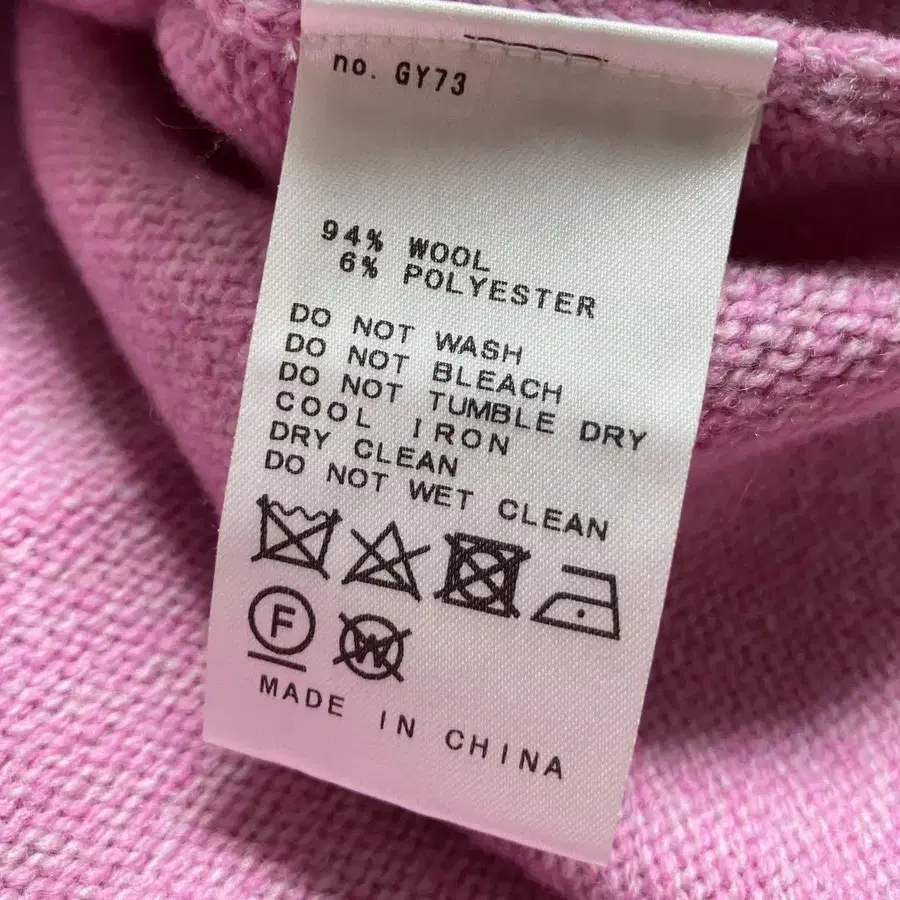 no. GY73
94% WOOL
6% POLYESTER
DO NOT WASH
DO NOT BLEACH
DO NOT TUMBLE DRY
COOL IRON
DRY CLEAN
DO NOT WET CLEAN
F
W
MADE IN CHINA